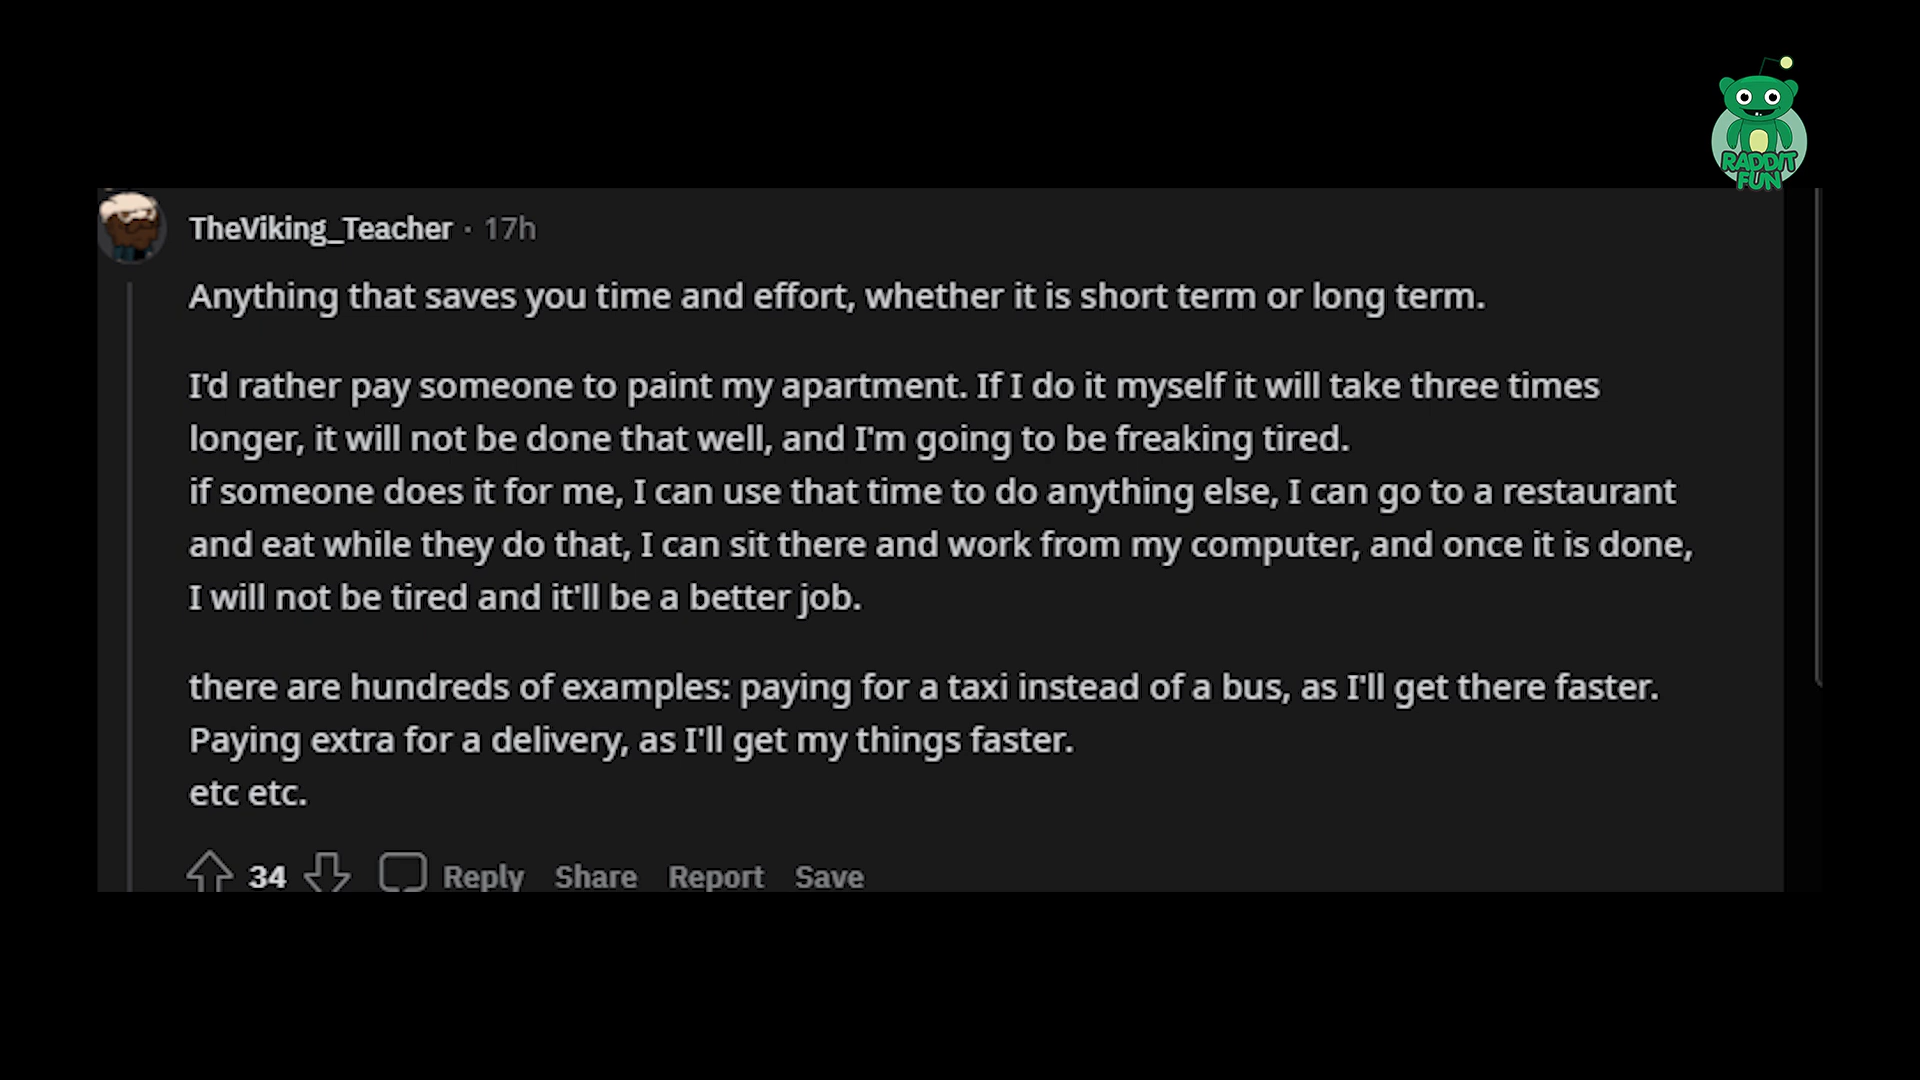 RADDIT
FUN
TheViking_Teacher · 17h
Anything that saves you time and effort, whether it is short term or long term.
I'd rather pay someone to paint my apartment. If I do it myself it will take three times
longer, it will not be done that well, and I'm going to be freaking tired.
if someone does it for me, I can use that time to do anything else, I can go to a restaurant
and eat while they do that, I can sit there and work from my computer, and once it is done,
I will not be tired and it'll be a better job.
there are hundreds of examples: paying for a taxi instead of a bus, as I'll get there faster.
Paying extra for a delivery, as I'll get my things faster.
etc etc.
34 Reply Share Report Save